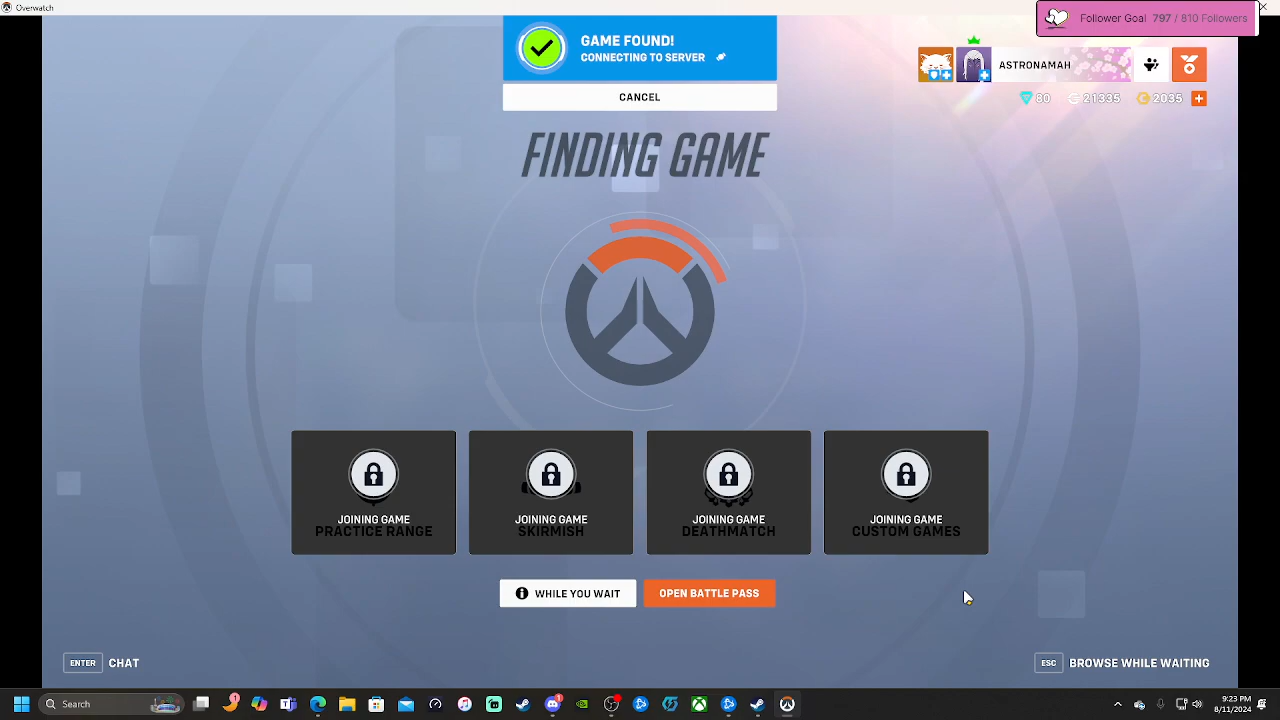 Overwatch
Follower Goal 797 / 810 Followers
GAME FOUND!
CONNECTING TO SERVER
CANCEL
ASTRONAMAH
80 21335 2035
FINDING GAME
JOINING GAME
PRACTICE RANGE
JOINING GAME
SKIRMISH
JOINING GAME
DEATHMATCH
JOINING GAME
CUSTOM GAMES
WHILE YOU WAIT
OPEN BATTLE PASS
ENTER CHAT
ESC BROWSE WHILE WAITING
Search
9:23 PM
8/11/2024